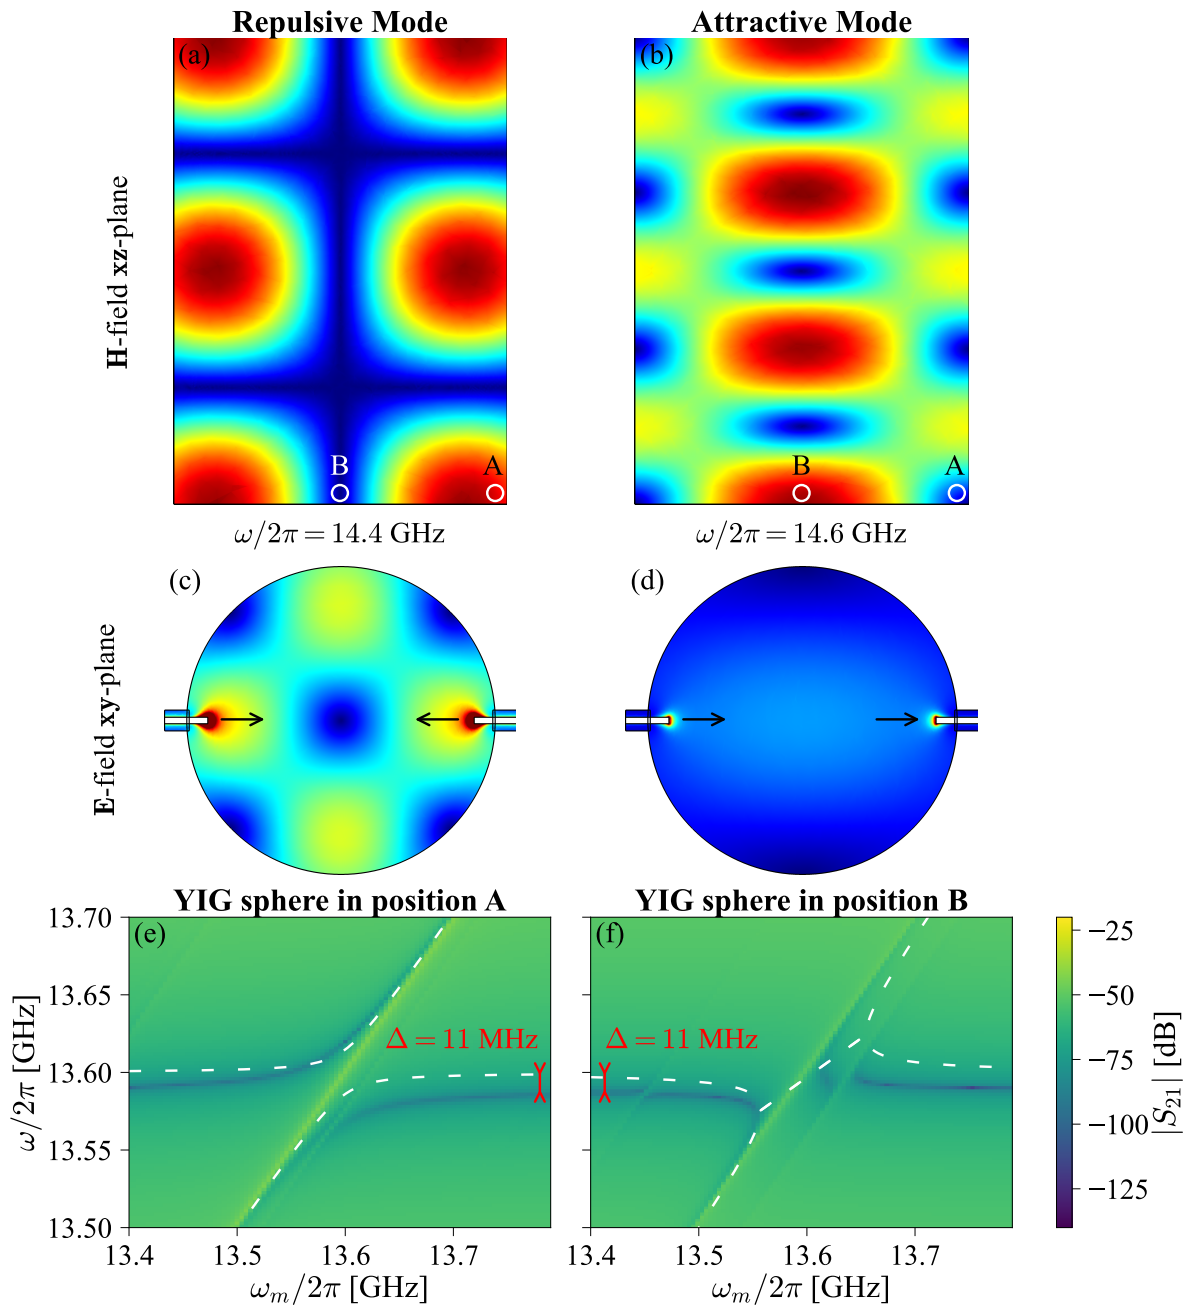 Repulsive Mode
Attractive Mode
(a)
(b)
H-field xz-plane
B
A
B
A
ω/2π = 14.4 GHz
ω/2π = 14.6 GHz
(c)
(d)
E-field xy-plane
YIG sphere in position A
YIG sphere in position B
(e)
(f)
ω/2π [GHz]
13.70
13.65
13.60
13.55
13.50
Δ = 11 MHz
Δ = 11 MHz
13.4
13.5
13.6
13.7
13.4
13.5
13.6
13.7
ωₘ/2π [GHz]
ωₘ/2π [GHz]
−25
−50
−75
−100
−125
|S₂₁| [dB]